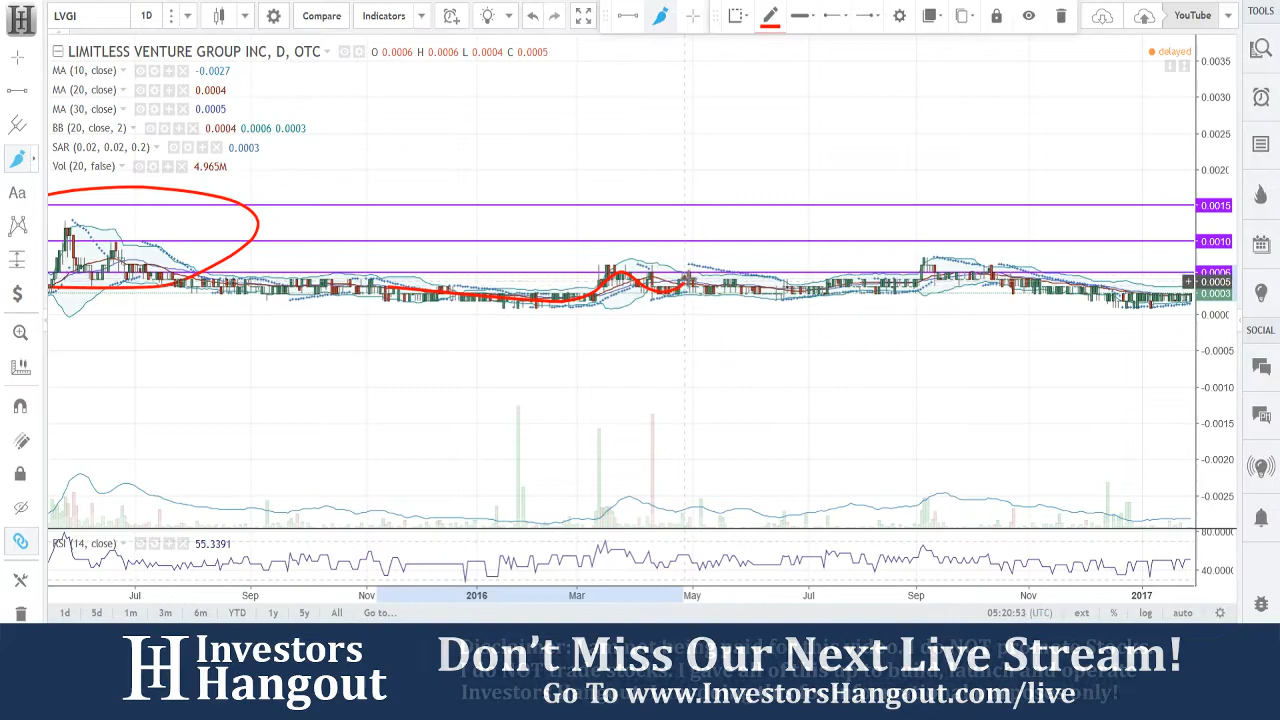 LVGI 1D Compare Indicators YouTube TOOLS
LIMITLESS VENTURE GROUP INC, D, OTC O 0.0006 H 0.0006 L 0.0004 C 0.0005 delayed
MA (10, close) -0.0027
MA (20, close) 0.0004
MA (30, close) 0.0005
BB (20, close, 2) 0.0004 0.0006 0.0003
SAR (0.02, 0.02, 0.2) 0.0003
Vol (20, false) 4.965M
Aa
$
0.0035
0.0030
0.0025
0.0020
0.0015
0.0010
0.0006
0.0005
0.0003
0.0000
-0.0005
-0.0010
-0.0015
-0.0020
-0.0025
SOCIAL
RSI (14, close) 55.3391
80.0000
40.0000
Jul Sep Nov 2016 Mar May Jul Sep Nov 2017
1d 5d 1m 3m 6m YTD 1y 5y All Go to... 05:20:53 (UTC) ext % log auto
IH Investors Hangout
Don't Miss Our Next Live Stream!
Go To www.InvestorsHangout.com/live